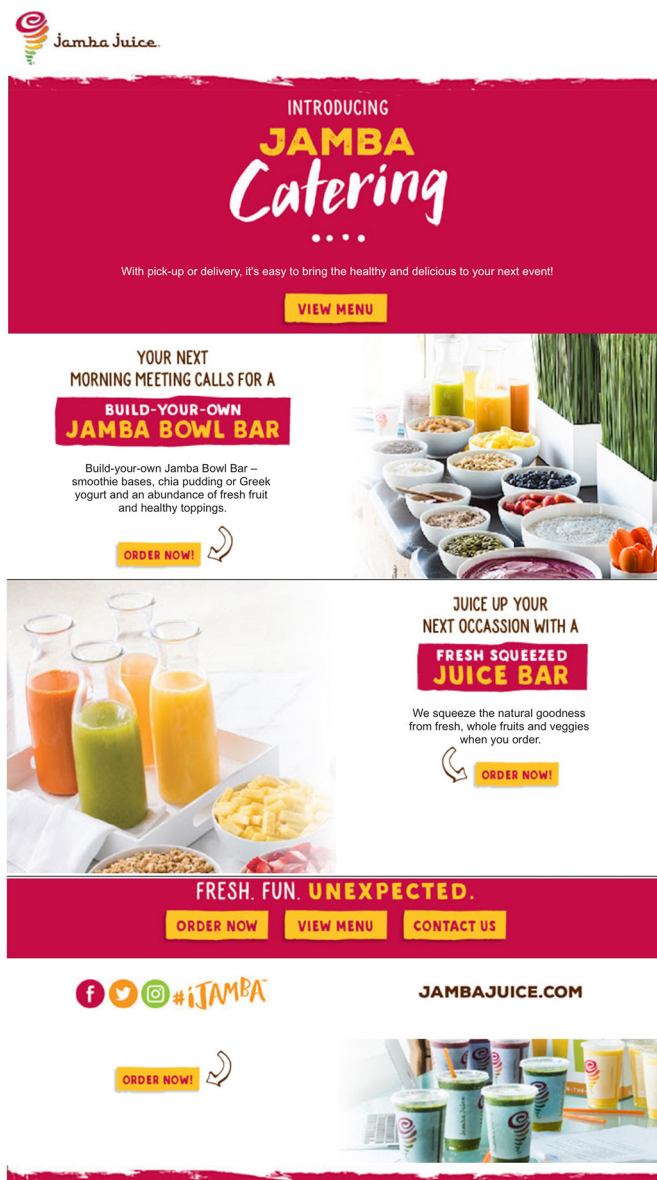 Jamba Juice
INTRODUCING
JAMBA
Catering
With pick-up or delivery, it's easy to bring the healthy and delicious to your next event!
VIEW MENU
YOUR NEXT
MORNING MEETING CALLS FOR A
BUILD-YOUR-OWN
JAMBA BOWL BAR
Build-your-own Jamba Bowl Bar –
smoothie bases, chia pudding or Greek
yogurt and an abundance of fresh fruit
and healthy toppings.
ORDER NOW!
JUICE UP YOUR
NEXT OCCASSION WITH A
FRESH SQUEEZED
JUICE BAR
We squeeze the natural goodness
from fresh, whole fruits and veggies
when you order.
ORDER NOW!
FRESH. FUN. UNEXPECTED.
ORDER NOW VIEW MENU CONTACT US
#iJAMBA™
JAMBAJUICE.COM
ORDER NOW!